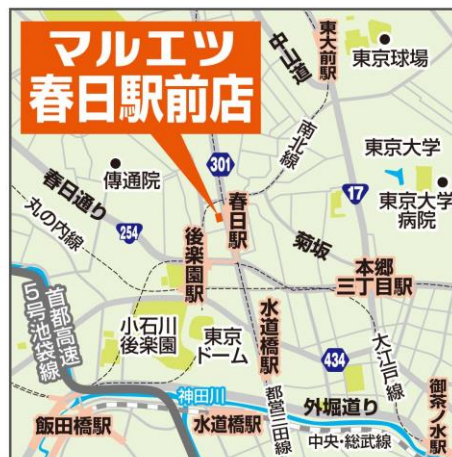 マルエツ
春日駅前店
中山道
東大前駅
東京球場
南北線
301
東京大学
傳通院
17
東京大学
病院
春日通り
丸の内線
254
春日駅
菊坂
後楽園駅
本郷
三丁目駅
首都高速
5号池袋線
小石川
後楽園
東京
ドーム
水道橋駅
434
大江戸線
神田川
都営三田線
外堀通り
御茶ノ水駅
飯田橋駅
水道橋駅
中央・総武線